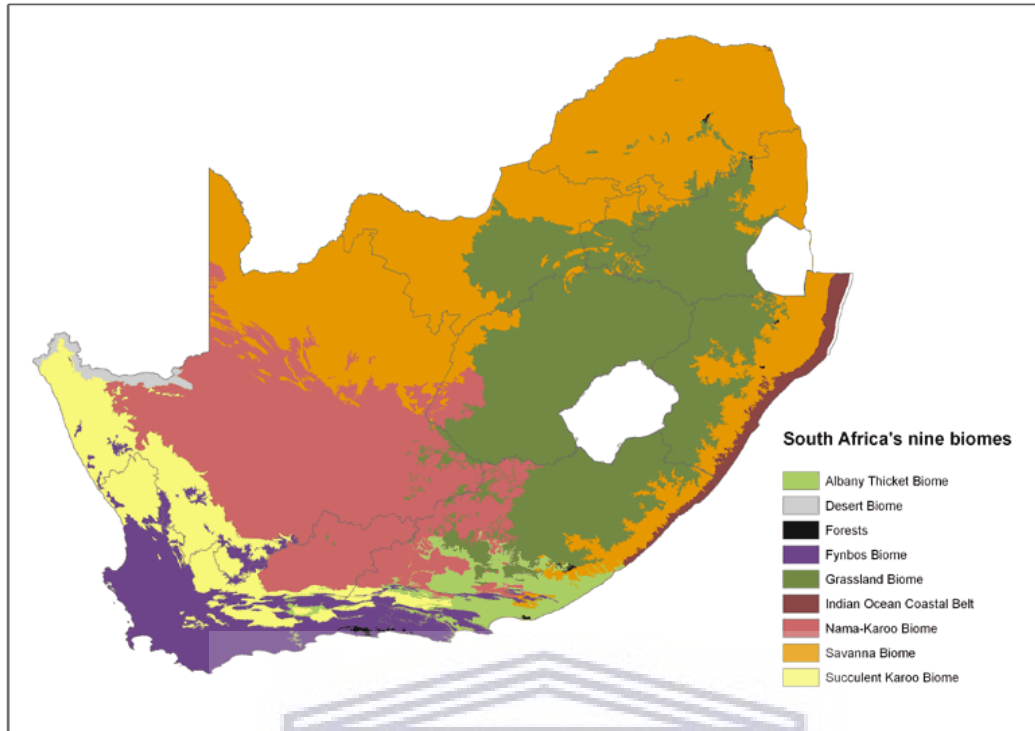 South Africa's nine biomes
Albany Thicket Biome
Desert Biome
Forests
Fynbos Biome
Grassland Biome
Indian Ocean Coastal Belt
Nama-Karoo Biome
Savanna Biome
Succulent Karoo Biome